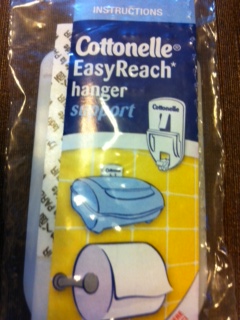 INSTRUCTIONS
Cottonelle®
EasyReach*
hanger
support
Cottonelle